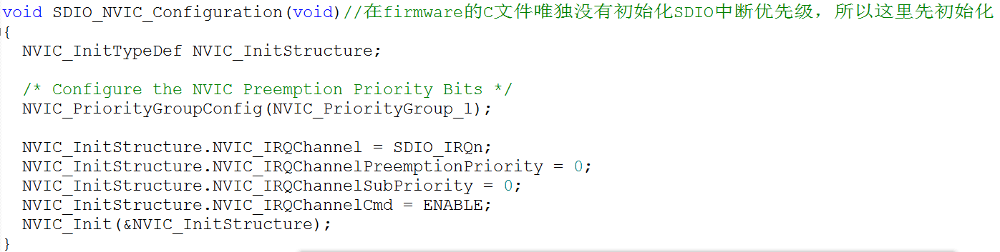 void SDIO_NVIC_Configuration(void)//在firmware的C文件唯独没有初始化SDIO中断优先级，所以这里先初始化
{
NVIC_InitTypeDef NVIC_InitStructure;
/* Configure the NVIC Preemption Priority Bits */
NVIC_PriorityGroupConfig(NVIC_PriorityGroup_1);
NVIC_InitStructure.NVIC_IRQChannel = SDIO_IRQn;
NVIC_InitStructure.NVIC_IRQChannelPreemptionPriority = 0;
NVIC_InitStructure.NVIC_IRQChannelSubPriority = 0;
NVIC_InitStructure.NVIC_IRQChannelCmd = ENABLE;
NVIC_Init(&NVIC_InitStructure);
}